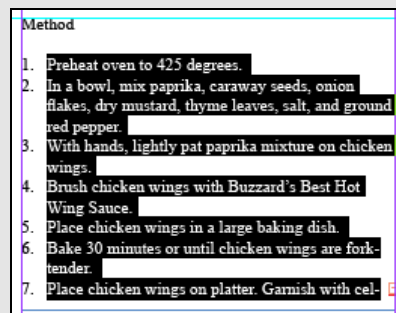 Method
1. Preheat oven to 425 degrees.
2. In a bowl, mix paprika, caraway seeds, onion
flakes, dry mustard, thyme leaves, salt, and ground
red pepper.
3. With hands, lightly pat paprika mixture on chicken
wings.
4. Brush chicken wings with Buzzard’s Best Hot
Wing Sauce.
5. Place chicken wings in a large baking dish.
6. Bake 30 minutes or until chicken wings are fork-
tender.
7. Place chicken wings on platter. Garnish with cel-